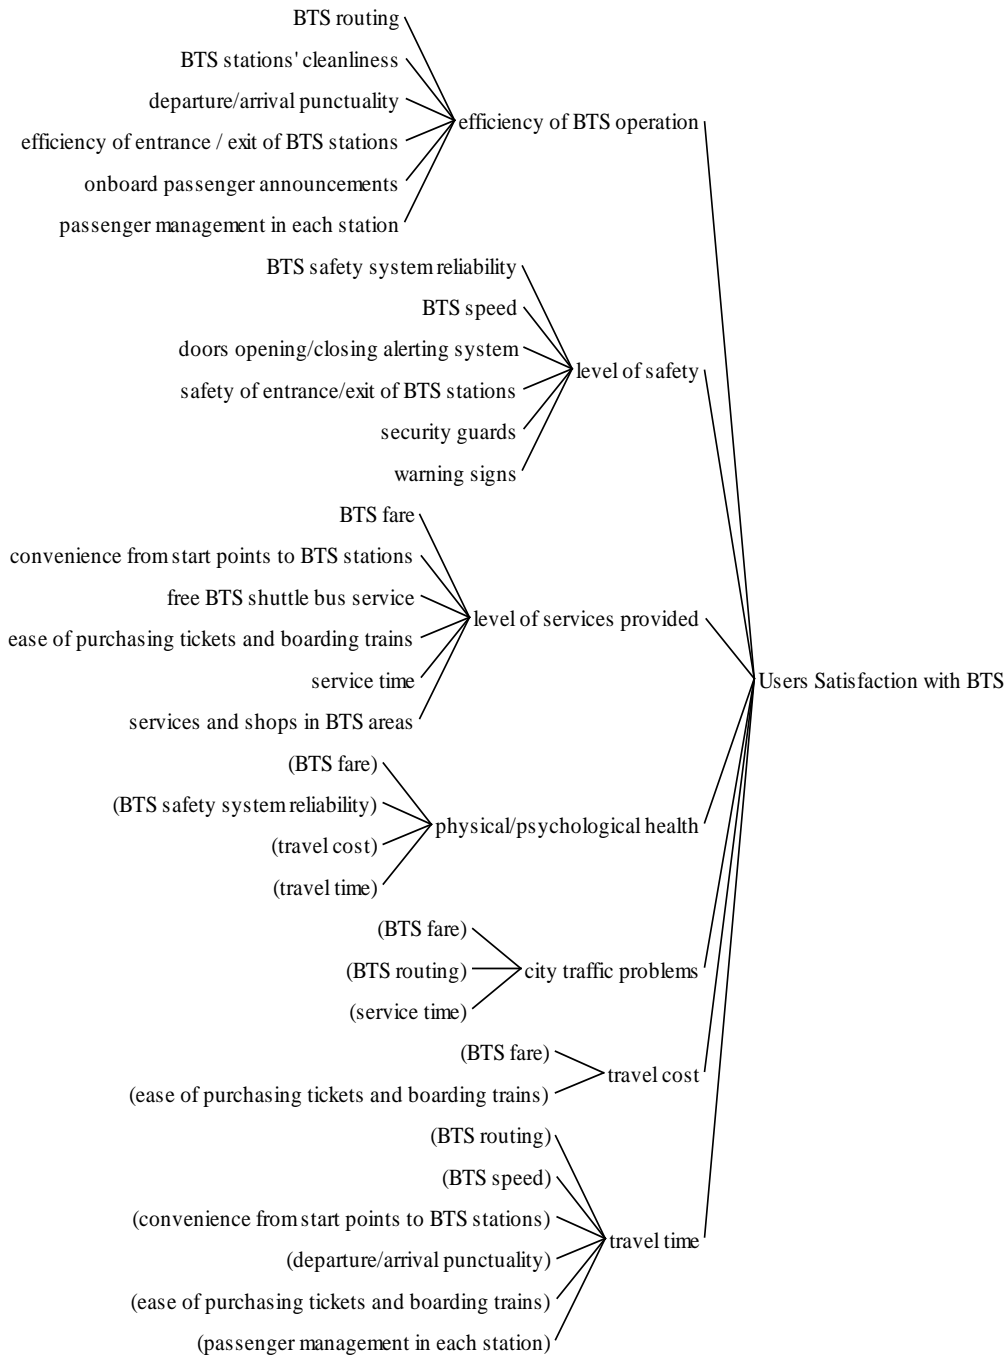 BTS routing
BTS stations' cleanliness
departure/arrival punctuality
efficiency of entrance / exit of BTS stations
onboard passenger announcements
passenger management in each station
efficiency of BTS operation
BTS safety system reliability
BTS speed
doors opening/closing alerting system
safety of entrance/exit of BTS stations
security guards
warning signs
level of safety
BTS fare
convenience from start points to BTS stations
free BTS shuttle bus service
ease of purchasing tickets and boarding trains
service time
services and shops in BTS areas
level of services provided
(BTS fare)
(BTS safety system reliability)
(travel cost)
(travel time)
physical/psychological health
(BTS fare)
(BTS routing)
(service time)
city traffic problems
(BTS fare)
(ease of purchasing tickets and boarding trains)
travel cost
(BTS routing)
(BTS speed)
(convenience from start points to BTS stations)
(departure/arrival punctuality)
(ease of purchasing tickets and boarding trains)
(passenger management in each station)
travel time
Users Satisfaction with BTS